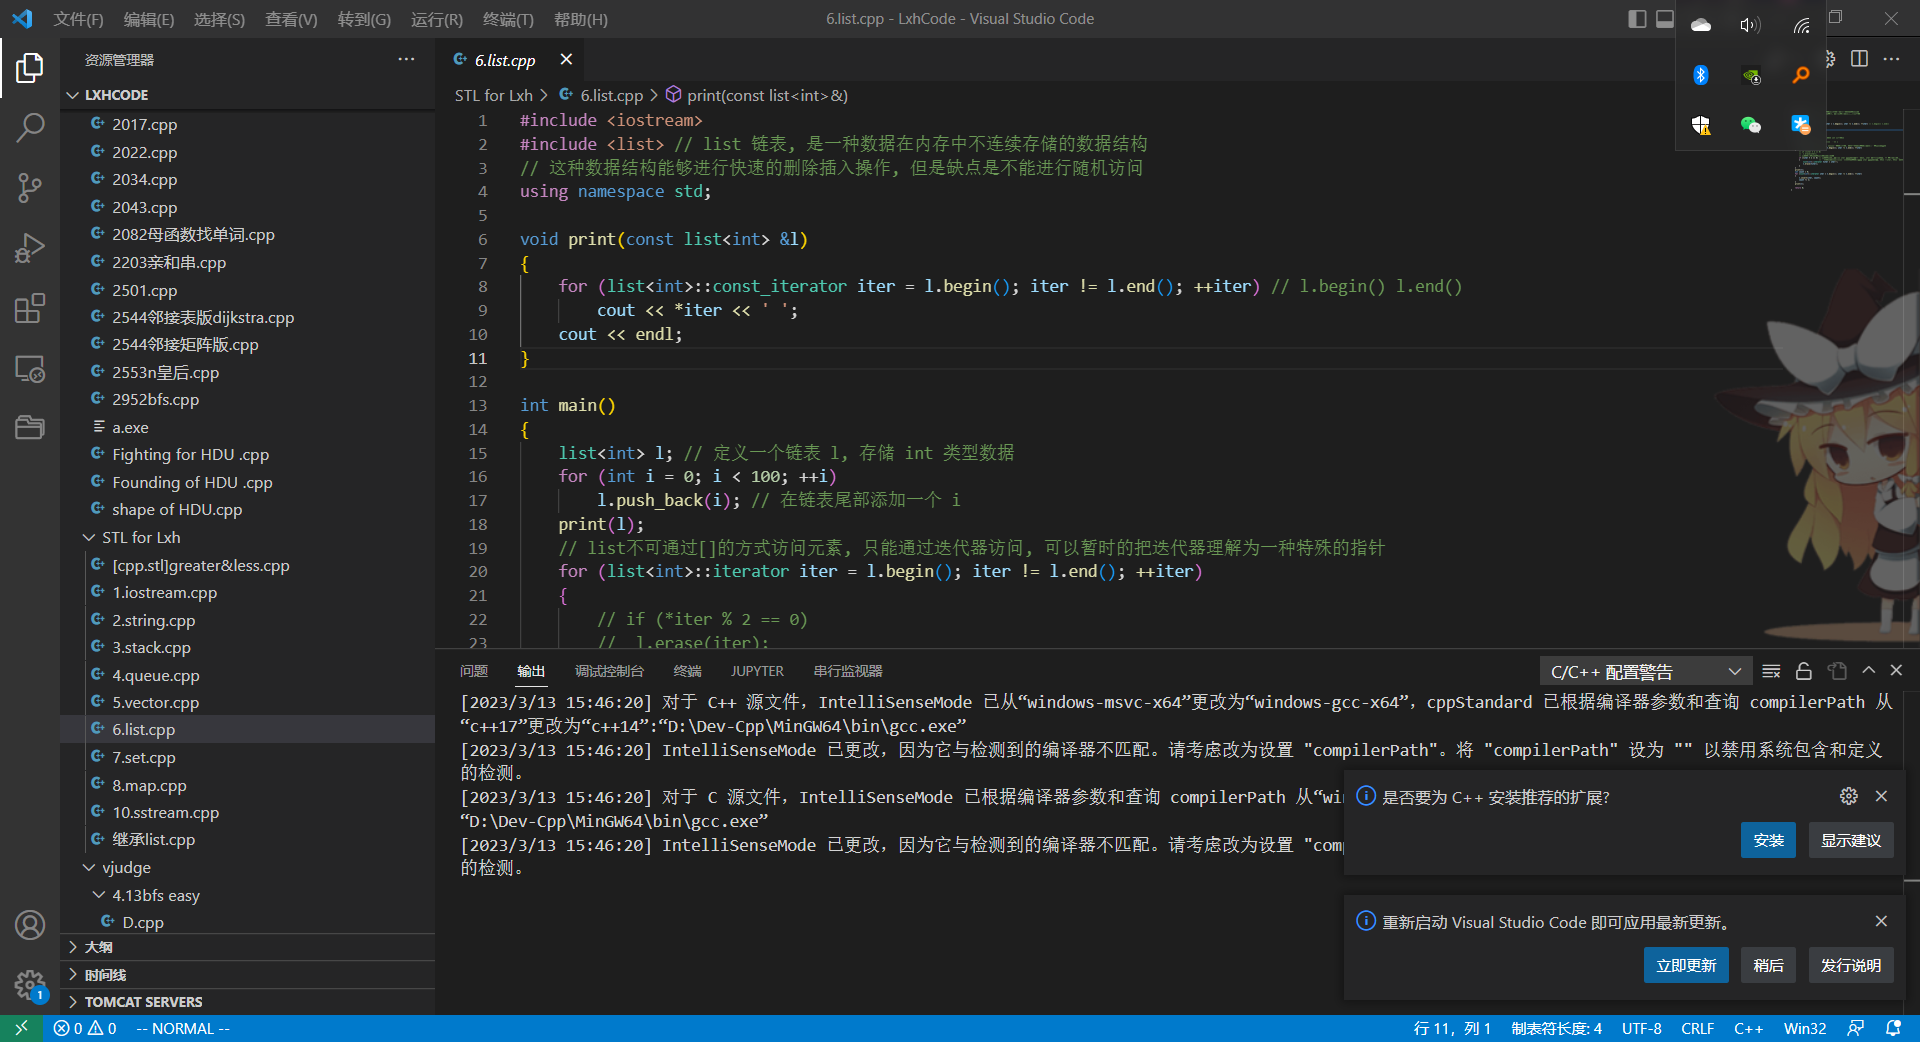 文件(F) 编辑(E) 选择(S) 查看(V) 转到(G) 运行(R) 终端(T) 帮助(H) 6.list.cpp - LxhCode - Visual Studio Code
资源管理器
LXHCODE
2017.cpp
2022.cpp
2034.cpp
2043.cpp
2082母函数找单词.cpp
2203亲和串.cpp
2501.cpp
2544邻接表版dijkstra.cpp
2544邻接矩阵版.cpp
2553n皇后.cpp
2952bfs.cpp
a.exe
Fighting for HDU .cpp
Founding of HDU .cpp
shape of HDU.cpp
STL for Lxh
[cpp.stl]greater&less.cpp
1.iostream.cpp
2.string.cpp
3.stack.cpp
4.queue.cpp
5.vector.cpp
6.list.cpp
7.set.cpp
8.map.cpp
10.sstream.cpp
继承list.cpp
vjudge
4.13bfs easy
D.cpp
大纲
时间线
TOMCAT SERVERS
6.list.cpp
STL for Lxh > 6.list.cpp > print(const list<int>&)
1 #include <iostream>
2 #include <list> // list 链表, 是一种数据在内存中不连续存储的数据结构
3 // 这种数据结构能够进行快速的删除插入操作, 但是缺点是不能进行随机访问
4 using namespace std;
5
6 void print(const list<int> &l)
7 {
8 for (list<int>::const_iterator iter = l.begin(); iter != l.end(); ++iter) // l.begin() l.end()
9 cout << *iter << ' ';
10 cout << endl;
11 }
12
13 int main()
14 {
15 list<int> l; // 定义一个链表 l, 存储 int 类型数据
16 for (int i = 0; i < 100; ++i)
17 l.push_back(i); // 在链表尾部添加一个 i
18 print(l);
19 // list不可通过[]的方式访问元素, 只能通过迭代器访问, 可以暂时的把迭代器理解为一种特殊的指针
20 for (list<int>::iterator iter = l.begin(); iter != l.end(); ++iter)
21 {
22 // if (*iter % 2 == 0)
23 // l.erase(iter);
问题 输出 调试控制台 终端 JUPYTER 串行监视器 C/C++ 配置警告
[2023/3/13 15:46:20] 对于 C++ 源文件，IntelliSenseMode 已从“windows-msvc-x64”更改为“windows-gcc-x64”，cppStandard 已根据编译器参数和查询 compilerPath 从
“c++17”更改为“c++14”:“D:\Dev-Cpp\MinGW64\bin\gcc.exe”
[2023/3/13 15:46:20] IntelliSenseMode 已更改，因为它与检测到的编译器不匹配。请考虑改为设置 "compilerPath"。将 "compilerPath" 设为 "" 以禁用系统包含和定义
的检测。
[2023/3/13 15:46:20] 对于 C 源文件，IntelliSenseMode 已根据编译器参数和查询 compilerPath 从“wi
“D:\Dev-Cpp\MinGW64\bin\gcc.exe”
[2023/3/13 15:46:20] IntelliSenseMode 已更改，因为它与检测到的编译器不匹配。请考虑改为设置 "com
的检测。
是否要为 C++ 安装推荐的扩展?
安装 显示建议
重新启动 Visual Studio Code 即可应用最新更新。
立即更新 稍后 发行说明
1
0 0 -- NORMAL -- 行 11，列 1 制表符长度: 4 UTF-8 CRLF C++ Win32